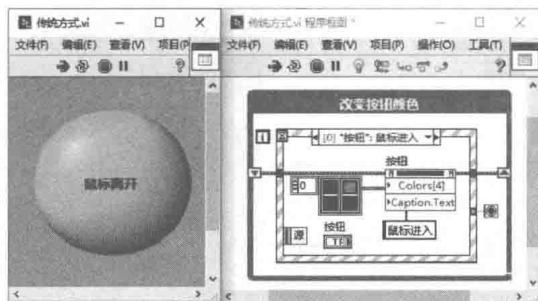 传统方式.vi
文件(F) 编辑(E) 查看(V) 项目(P
鼠标离开
传统方式.vi 程序框图 *
文件(F) 编辑(E) 查看(V) 项目(P) 操作(O) 工具(T)
改变按钮颜色
[0] "按钮": 鼠标进入
按钮
0
Colors[4]
Caption.Text
源
按钮
TF
鼠标进入